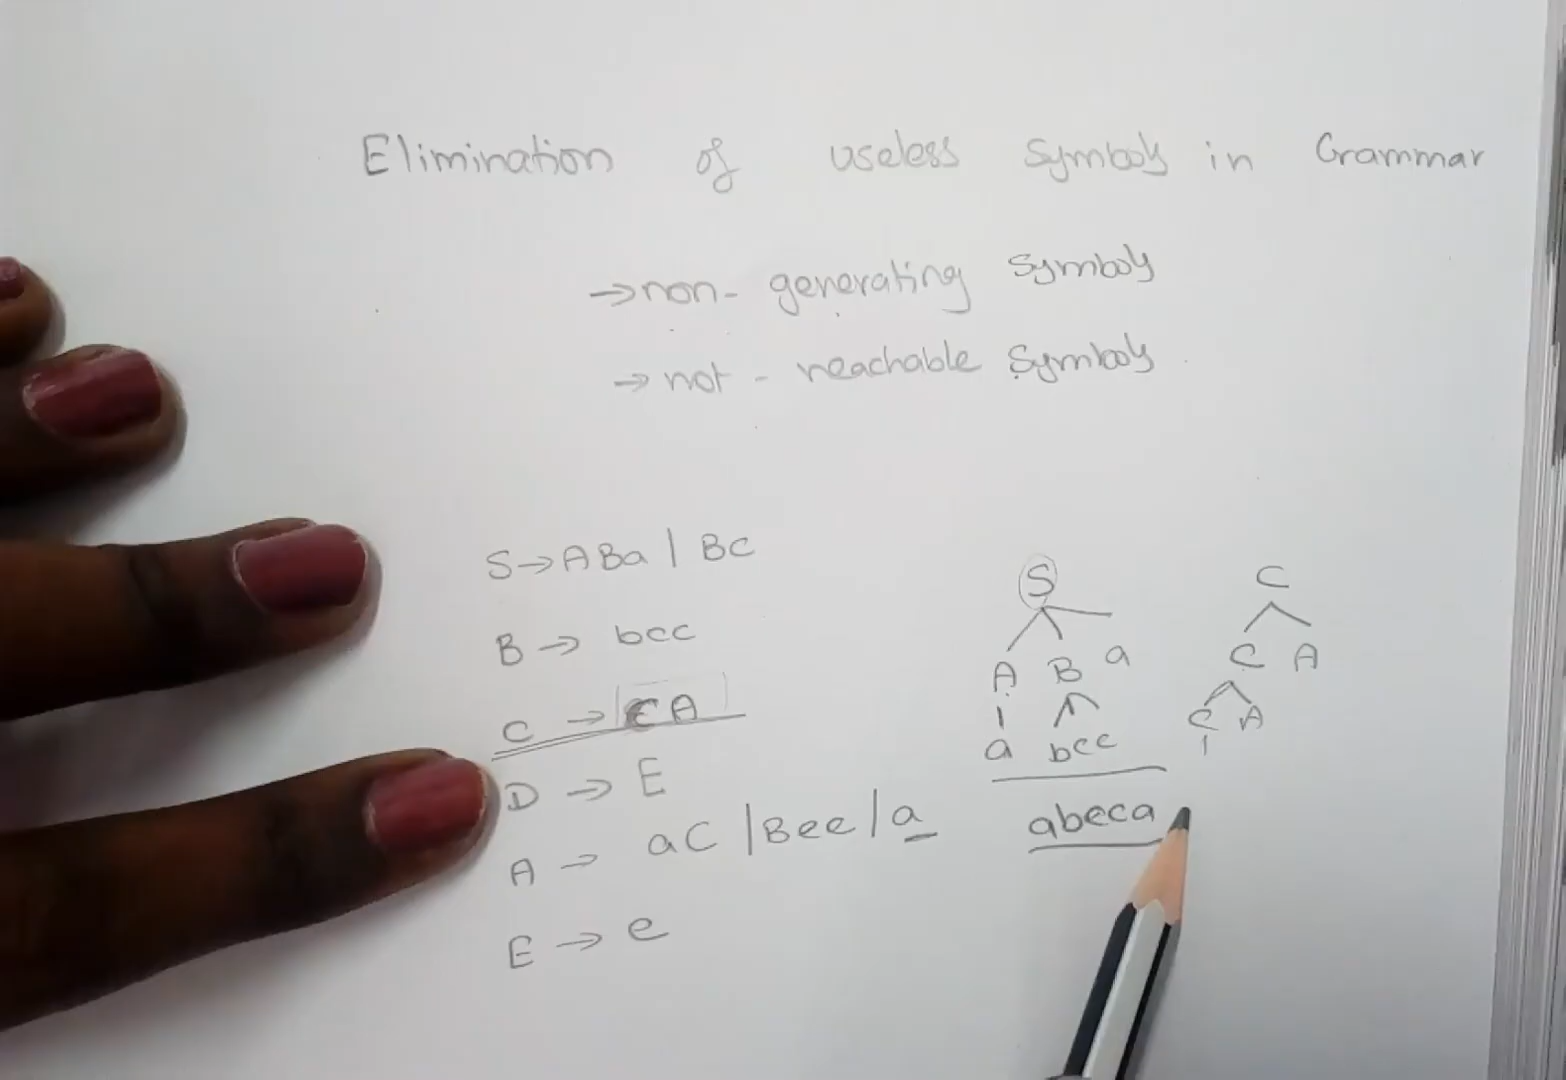 Elimination of useless Symbols in Grammar
→ non - generating Symbols
→ not - reachable Symbols
S → ABa | BC
B → bcc
C → CA
D → E
A → aC | Bcc | a
E → e
S
A B a
a bcc
abcca
C
C A
C A